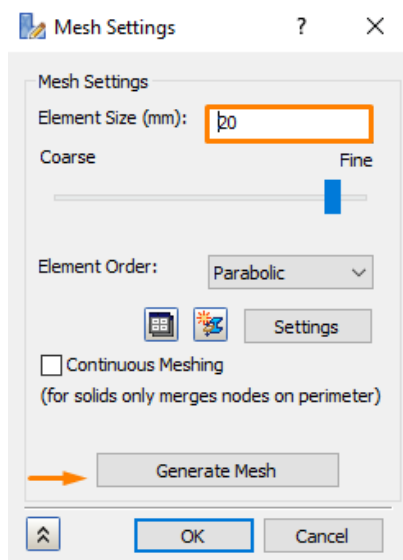 Mesh Settings ? ×
Mesh Settings
Element Size (mm): 20
Coarse Fine
Element Order: Parabolic
Settings
Continuous Meshing
(for solids only merges nodes on perimeter)
Generate Mesh
OK Cancel